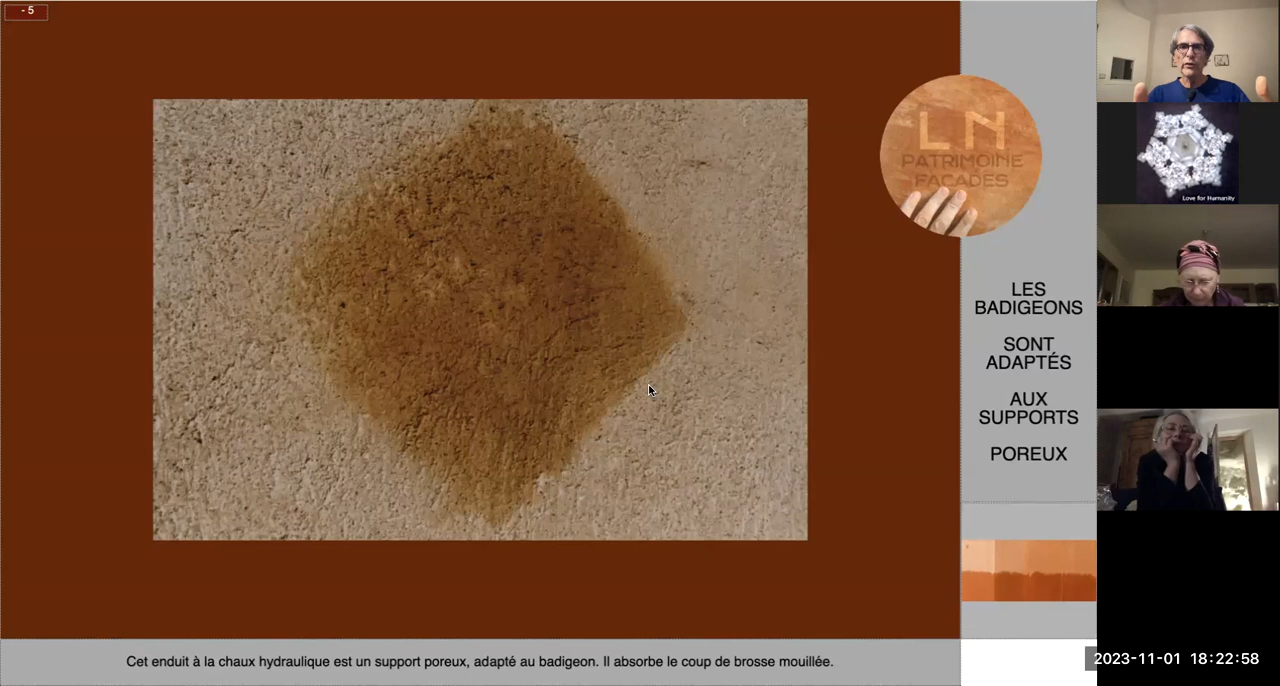 - 5
LN
PATRIMOINE
FAÇADES
LES
BADIGEONS
SONT
ADAPTÉS
AUX
SUPPORTS
POREUX
Love for Humanity
Cet enduit à la chaux hydraulique est un support poreux, adapté au badigeon. Il absorbe le coup de brosse mouillée.
2023-11-01 18:22:58